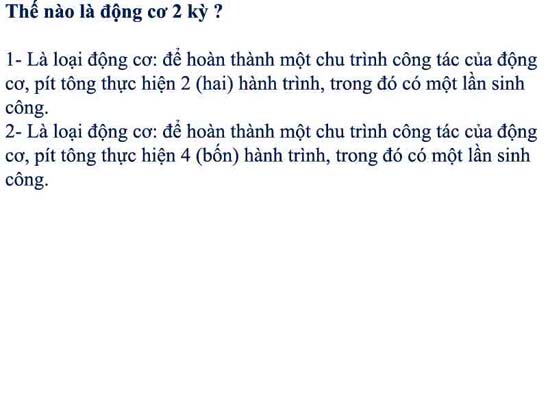 Thế nào là động cơ 2 kỳ ?
1- Là loại động cơ: để hoàn thành một chu trình công tác của động
cơ, pít tông thực hiện 2 (hai) hành trình, trong đó có một lần sinh
công.
2- Là loại động cơ: để hoàn thành một chu trình công tác của động
cơ, pít tông thực hiện 4 (bốn) hành trình, trong đó có một lần sinh
công.